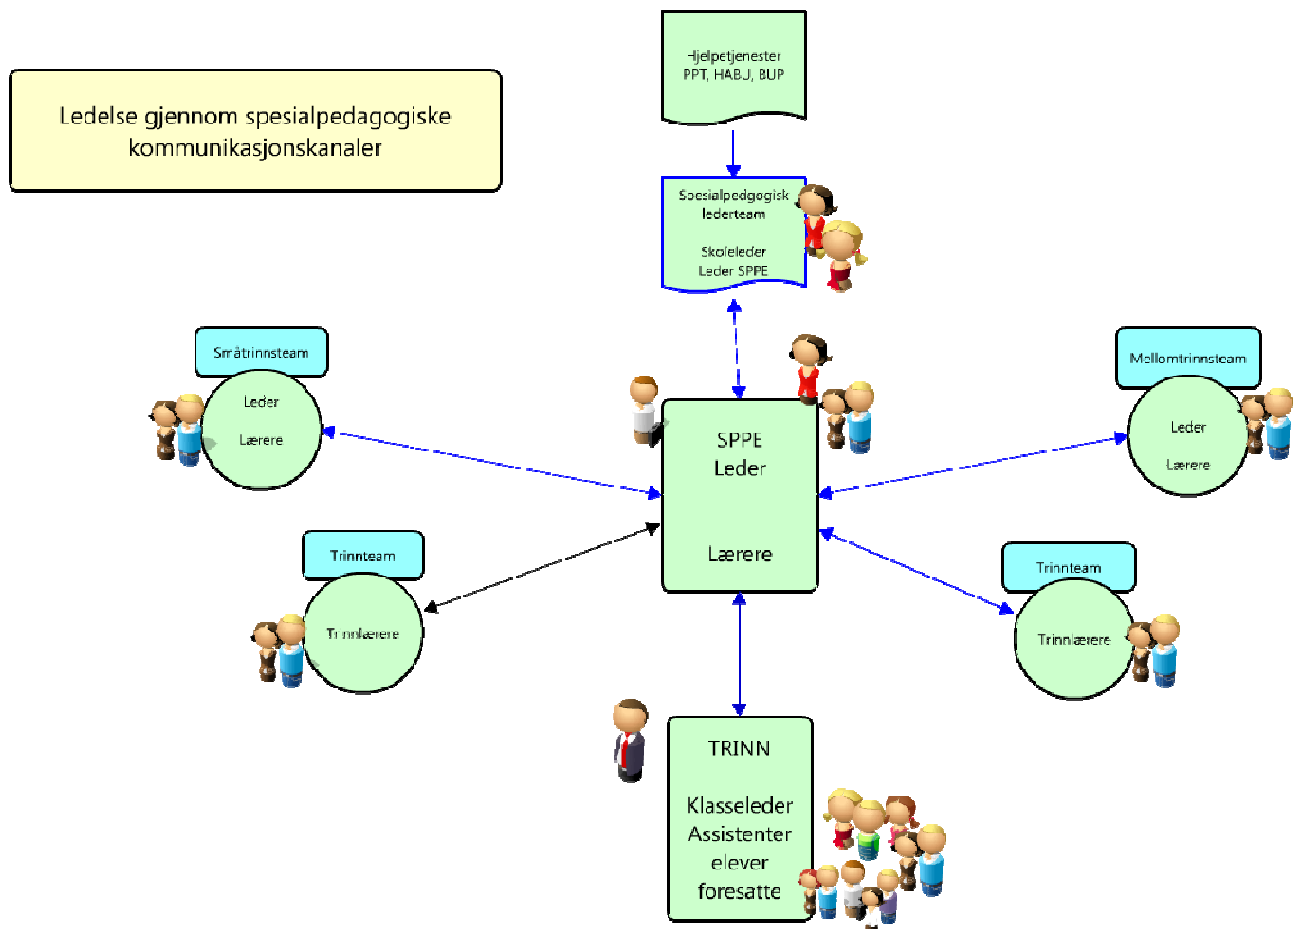 Hjelpetjenester
PPT, HABU, BUP
Ledelse gjennom spesialpedagogiske
kommunikasjonskanaler
Spesialpedgogisk
lederteam
Skoleleder
Leder SPPE
Småtrinnsteam
Leder
Lærere
Mellomtrinnsteam
Leder
Lærere
SPPE
Leder
Lærere
Trinnteam
Trinnlærere
Trinnteam
Trinnlærere
TRINN
Klasseleder
Assistenter
elever
foresatte